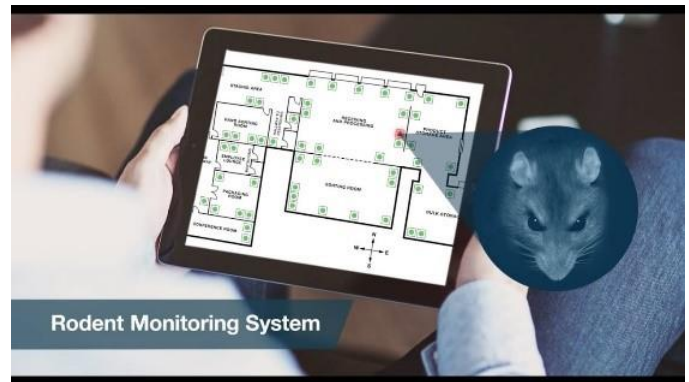 STAGING AREA
RECEIVING
AND PROCESSING
PRODUCT
STORAGE AREA
EMPLOYEE
LOUNGE
PACKAGING
ROOM
SORTING ROOM
BULK STORAGE
CONFERENCE ROOM
N
W
E
S
Rodent Monitoring System